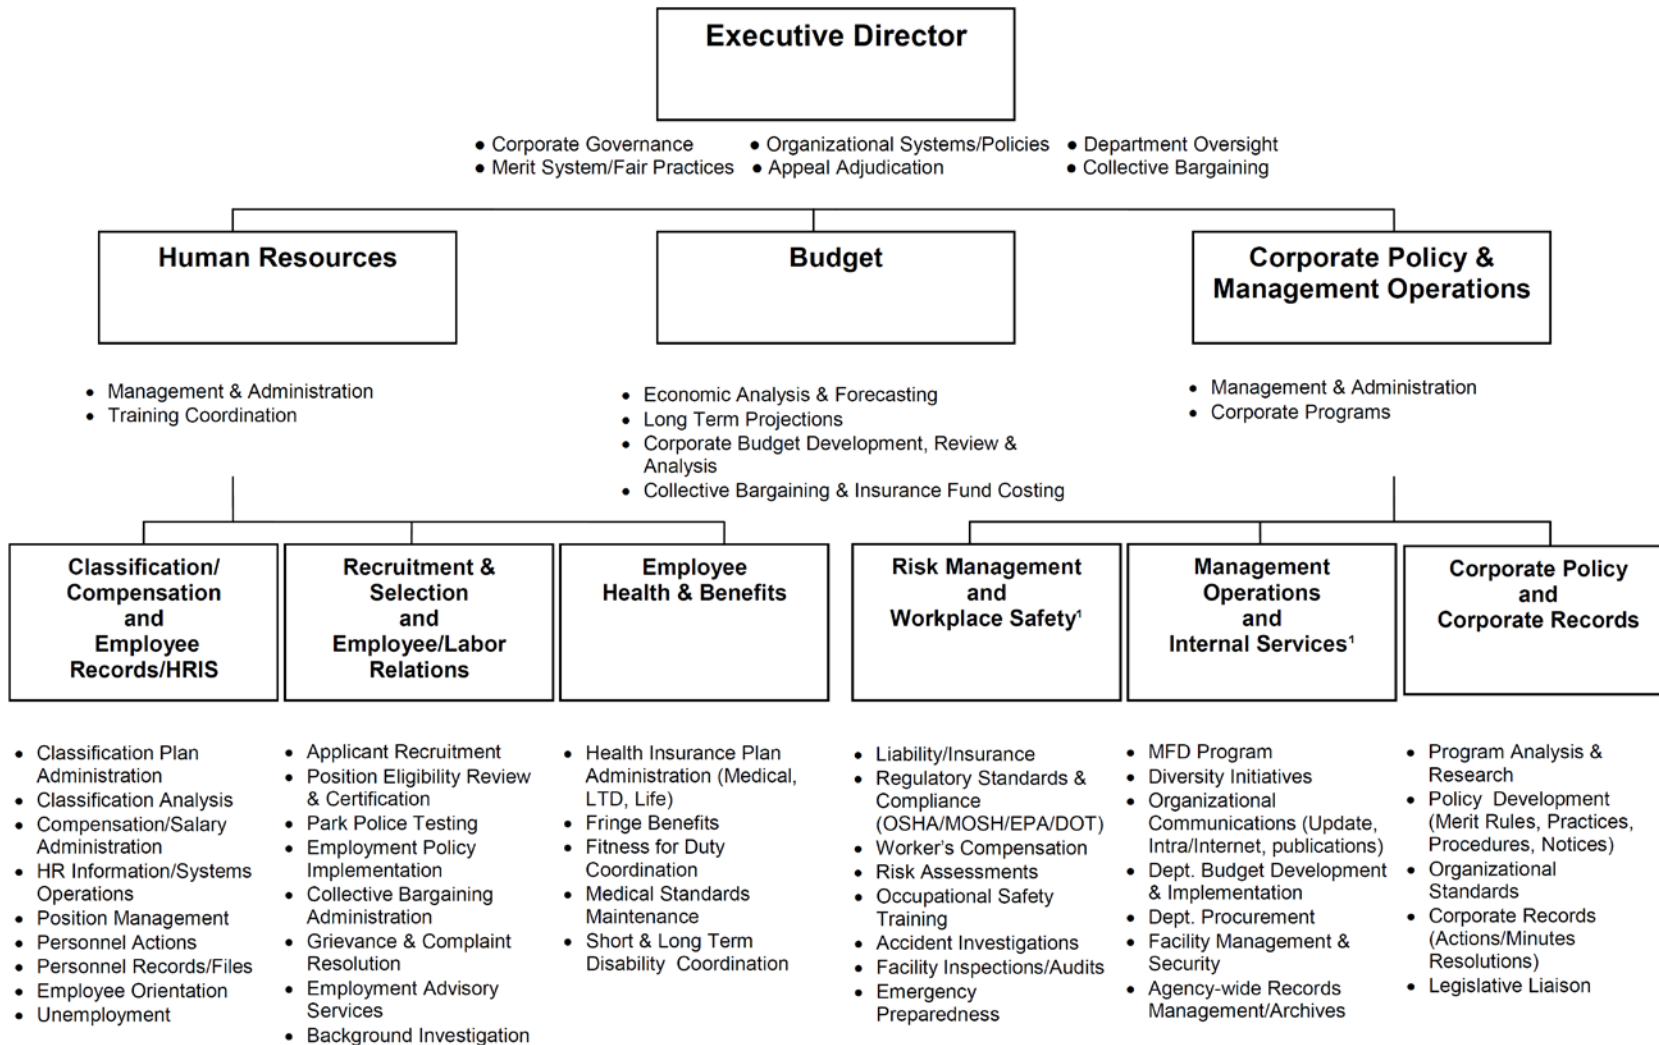 Executive Director
● Corporate Governance ● Organizational Systems/Policies ● Department Oversight
● Merit System/Fair Practices ● Appeal Adjudication ● Collective Bargaining
Human Resources
• Management & Administration
• Training Coordination
Budget
• Economic Analysis & Forecasting
• Long Term Projections
• Corporate Budget Development, Review &
Analysis
• Collective Bargaining & Insurance Fund Costing
Corporate Policy &
Management Operations
• Management & Administration
• Corporate Programs
Classification/
Compensation
and
Employee
Records/HRIS
• Classification Plan
Administration
• Classification Analysis
• Compensation/Salary
Administration
• HR Information/Systems
Operations
• Position Management
• Personnel Actions
• Personnel Records/Files
• Employee Orientation
• Unemployment
Recruitment &
Selection
and
Employee/Labor
Relations
• Applicant Recruitment
• Position Eligibility Review
& Certification
• Park Police Testing
• Employment Policy
Implementation
• Collective Bargaining
Administration
• Grievance & Complaint
Resolution
• Employment Advisory
Services
• Background Investigation
Employee
Health & Benefits
• Health Insurance Plan
Administration (Medical,
LTD, Life)
• Fringe Benefits
• Fitness for Duty
Coordination
• Medical Standards
Maintenance
• Short & Long Term
Disability Coordination
Risk Management
and
Workplace Safety¹
• Liability/Insurance
• Regulatory Standards &
Compliance
(OSHA/MOSH/EPA/DOT)
• Worker's Compensation
• Risk Assessments
• Occupational Safety
Training
• Accident Investigations
• Facility Inspections/Audits
• Emergency
Preparedness
Management
Operations
and
Internal Services¹
• MFD Program
• Diversity Initiatives
• Organizational
Communications (Update,
Intra/Internet, publications)
• Dept. Budget Development
& Implementation
• Dept. Procurement
• Facility Management &
Security
• Agency-wide Records
Management/Archives
Corporate Policy
and
Corporate Records
• Program Analysis &
Research
• Policy Development
(Merit Rules, Practices,
Procedures, Notices)
• Organizational
Standards
• Corporate Records
(Actions/Minutes
Resolutions)
• Legislative Liaison